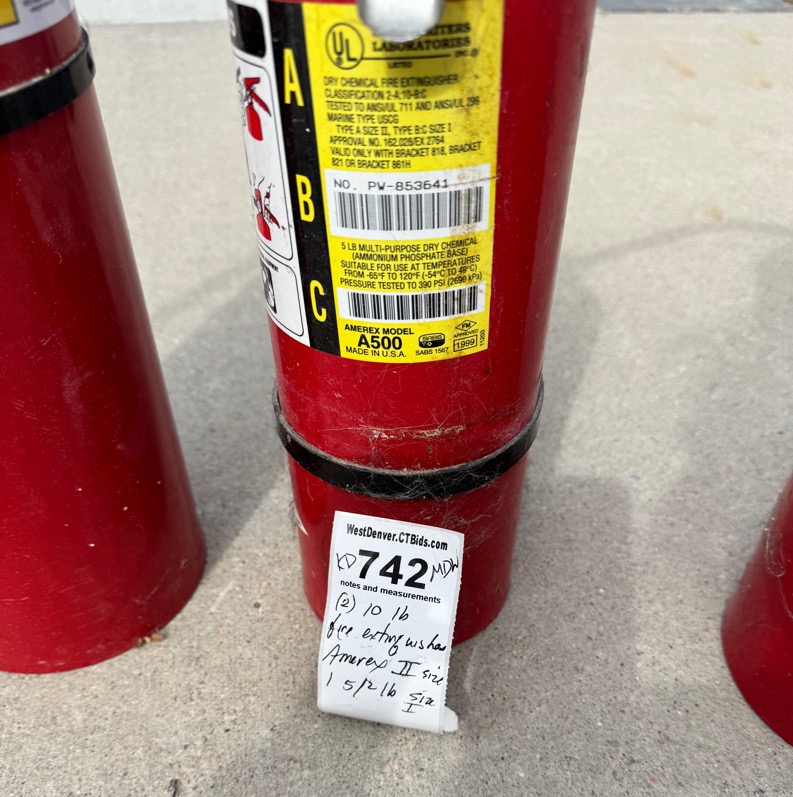 UL
LABORATORIES
INC.
LISTED
DRY CHEMICAL FIRE EXTINGUISHER
CLASSIFICATION 2-A:10-B:C
TESTED TO ANSI/UL 711 AND ANSI/UL 299
MARINE TYPE USCG
TYPE A SIZE II, TYPE B:C SIZE I
APPROVAL NO. 162.028/EX 2764
VALID ONLY WITH BRACKET 818, BRACKET
821 OR BRACKET 861H
A
B
C
NO. PW-853641
5 LB MULTI-PURPOSE DRY CHEMICAL
(AMMONIUM PHOSPHATE BASE)
SUITABLE FOR USE AT TEMPERATURES
FROM -65°F TO 120°F (-54°C TO 49°C)
PRESSURE TESTED TO 390 PSI (2690 kPa)
AMEREX MODEL
A500
MADE IN U.S.A.
SABS
SABS 1567
FM
APPROVED
1999
11203
WestDenver.CTBids.com
KD 742 MDW
notes and measurements
(2) 10 lb
fire extinguisher
Amerex II size
1 5/2 lb size
I